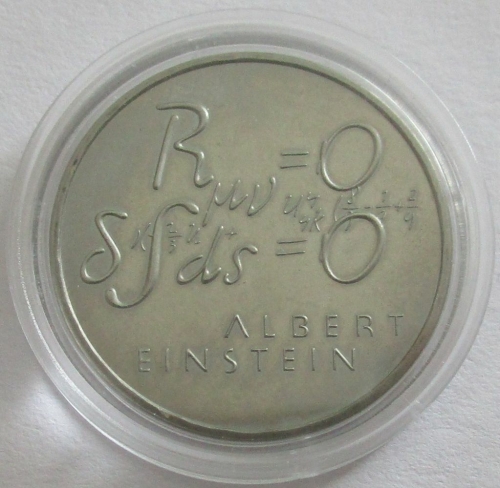 Rμν = 0
δ∫ds = 0
ALBERT
EINSTEIN